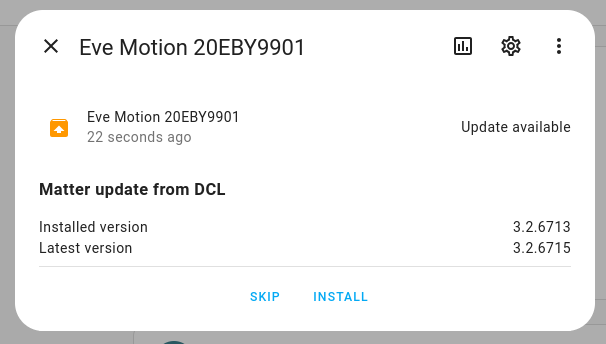 Eve Motion 20EBY9901
Eve Motion 20EBY9901
22 seconds ago
Update available
Matter update from DCL
Installed version 3.2.6713
Latest version 3.2.6715
SKIP INSTALL